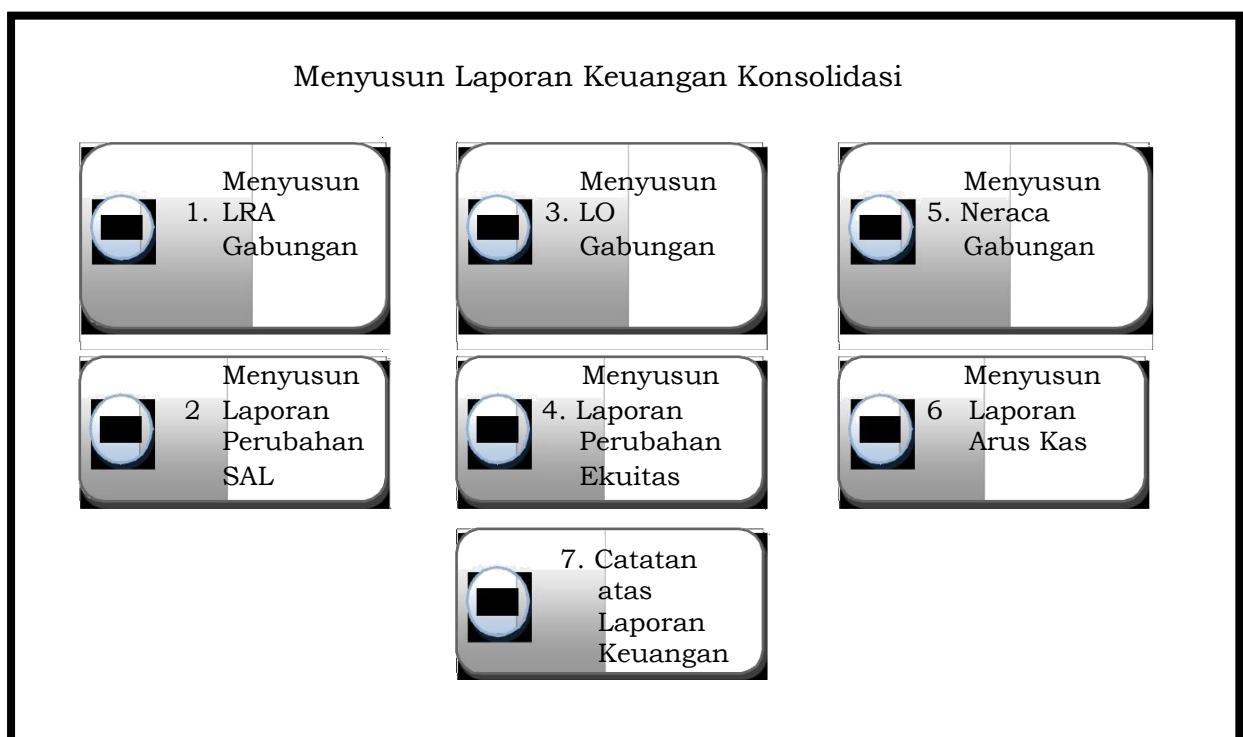 Menyusun Laporan Keuangan Konsolidasi
Menyusun
1. LRA
Gabungan
Menyusun
2 Laporan
Perubahan
SAL
Menyusun
3. LO
Gabungan
Menyusun
4. Laporan
Perubahan
Ekuitas
Menyusun
5. Neraca
Gabungan
Menyusun
6 Laporan
Arus Kas
7. Catatan
atas
Laporan
Keuangan